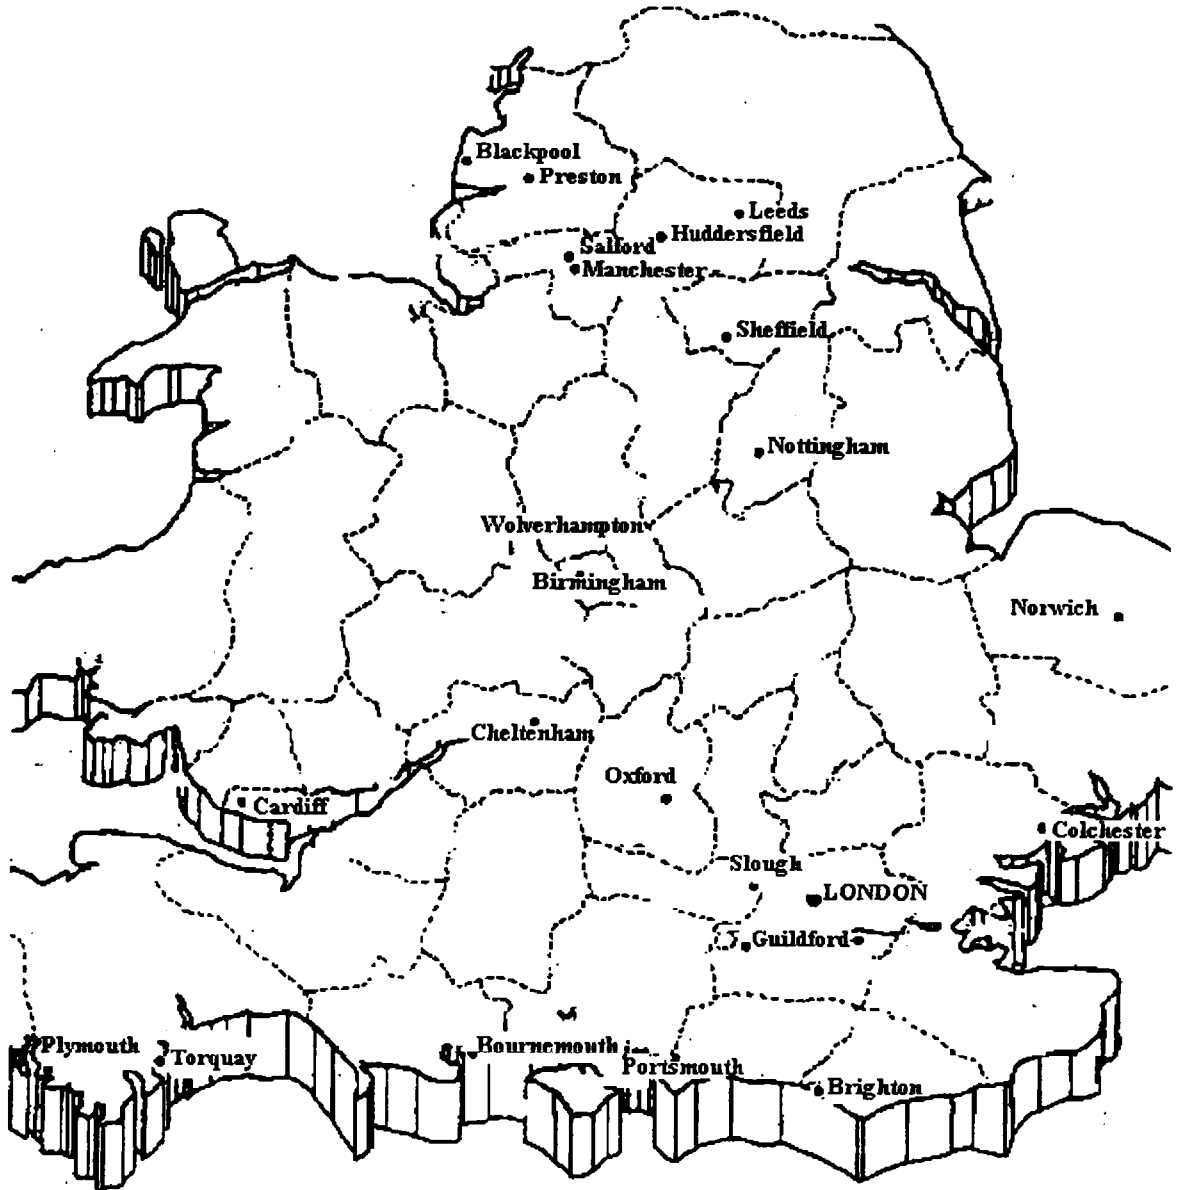 Blackpool
Preston
Leeds
Huddersfield
Salford
Manchester
Sheffield
Nottingham
Wolverhampton
Birmingham
Norwich
Cheltenham
Oxford
Cardiff
Colchester
Slough
LONDON
Guildford
Plymouth
Torquay
Bournemouth
Portsmouth
Brighton